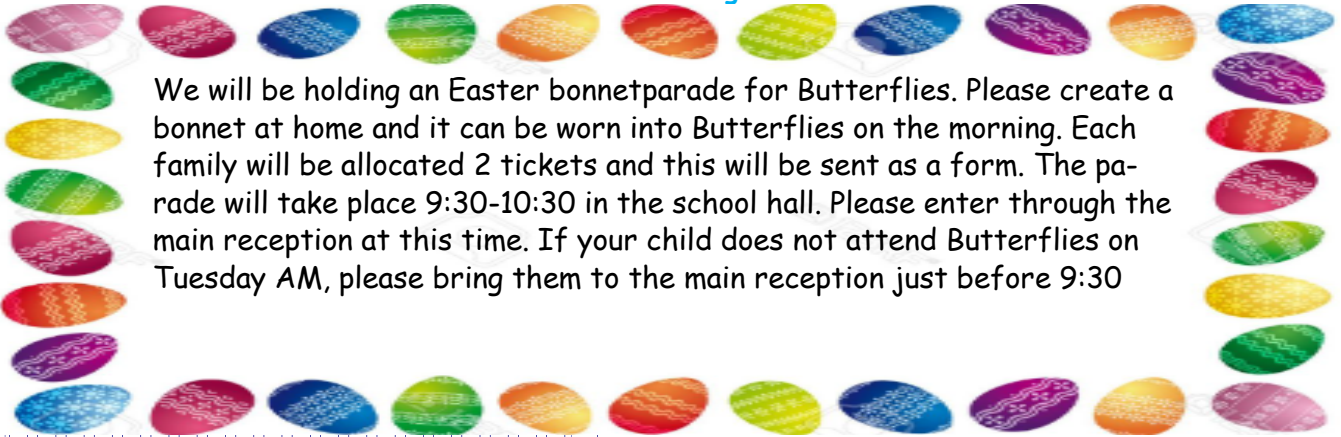 We will be holding an Easter bonnetparade for Butterflies. Please create a
bonnet at home and it can be worn into Butterflies on the morning. Each
family will be allocated 2 tickets and this will be sent as a form. The pa-
rade will take place 9:30-10:30 in the school hall. Please enter through the
main reception at this time. If your child does not attend Butterflies on
Tuesday AM, please bring them to the main reception just before 9:30